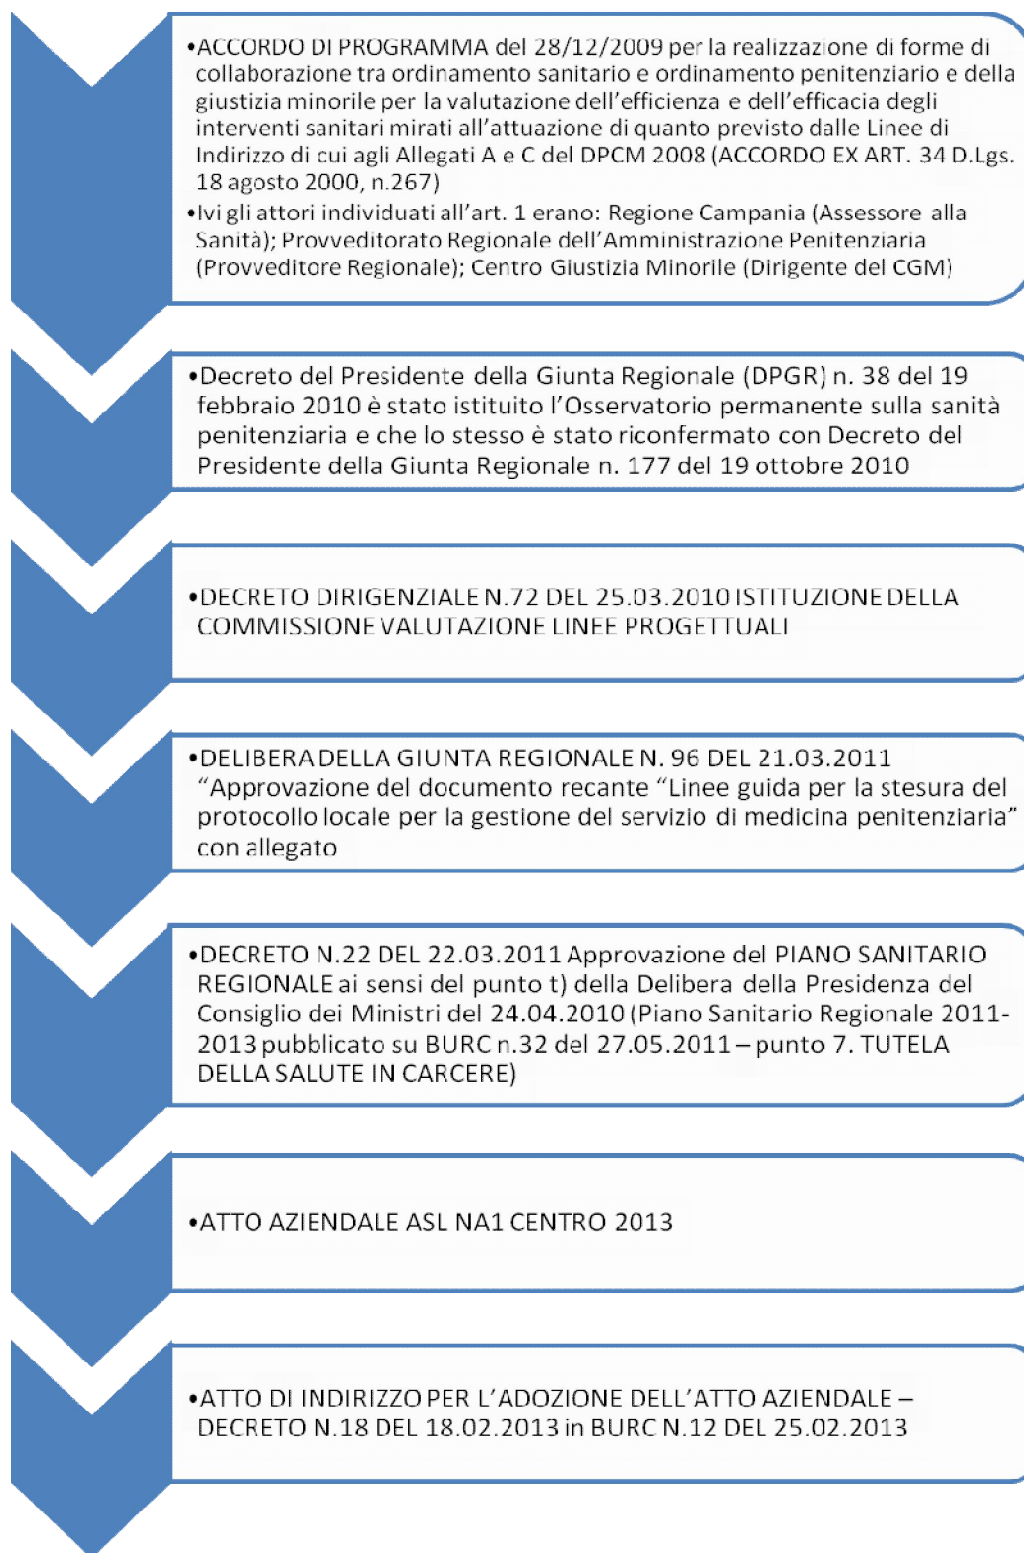 •ACCORDO DI PROGRAMMA del 28/12/2009 per la realizzazione di forme di
collaborazione tra ordinamento sanitario e ordinamento penitenziario e della
giustizia minorile per la valutazione dell'efficienza e dell'efficacia degli
interventi sanitari mirati all'attuazione di quanto previsto dalle Linee di
Indirizzo di cui agli Allegati A e C del DPCM 2008 (ACCORDO EX ART. 34 D.Lgs.
18 agosto 2000, n.267)
•Ivi gli attori individuati all'art. 1 erano: Regione Campania (Assessore alla
Sanità); Provveditorato Regionale dell'Amministrazione Penitenziaria
(Provveditore Regionale); Centro Giustizia Minorile (Dirigente del CGM)
•Decreto del Presidente della Giunta Regionale (DPGR) n. 38 del 19
febbraio 2010 è stato istituito l'Osservatorio permanente sulla sanità
penitenziaria e che lo stesso è stato riconfermato con Decreto del
Presidente della Giunta Regionale n. 177 del 19 ottobre 2010
•DECRETO DIRIGENZIALE N.72 DEL 25.03.2010 ISTITUZIONE DELLA
COMMISSIONE VALUTAZIONE LINEE PROGETTUALI
•DELIBERA DELLA GIUNTA REGIONALE N. 96 DEL 21.03.2011
"Approvazione del documento recante "Linee guida per la stesura del
protocollo locale per la gestione del servizio di medicina penitenziaria"
con allegato
•DECRETO N.22 DEL 22.03.2011 Approvazione del PIANO SANITARIO
REGIONALE ai sensi del punto t) della Delibera della Presidenza del
Consiglio dei Ministri del 24.04.2010 (Piano Sanitario Regionale 2011-
2013 pubblicato su BURC n.32 del 27.05.2011 – punto 7. TUTELA
DELLA SALUTE IN CARCERE)
•ATTO AZIENDALE ASL NA1 CENTRO 2013
•ATTO DI INDIRIZZO PER L'ADOZIONE DELL'ATTO AZIENDALE –
DECRETO N.18 DEL 18.02.2013 in BURC N.12 DEL 25.02.2013